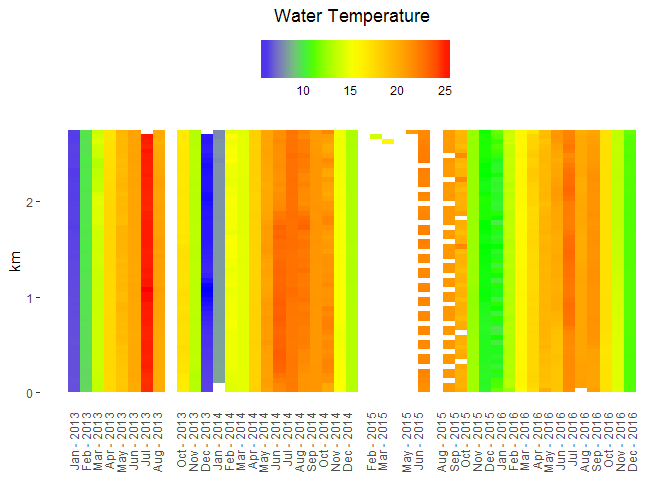 Water Temperature
10 15 20 25
km
2
1
0
Jan - 2013
Feb - 2013
Mar - 2013
Apr - 2013
May - 2013
Jun - 2013
Jul - 2013
Aug - 2013
Oct - 2013
Nov - 2013
Dec - 2013
Jan - 2014
Feb - 2014
Mar - 2014
Apr - 2014
May - 2014
Jun - 2014
Jul - 2014
Aug - 2014
Sep - 2014
Oct - 2014
Nov - 2014
Dec - 2014
Feb - 2015
Mar - 2015
May - 2015
Jun - 2015
Aug - 2015
Sep - 2015
Oct - 2015
Nov - 2015
Dec - 2015
Jan - 2016
Feb - 2016
Mar - 2016
Apr - 2016
May - 2016
Jun - 2016
Jul - 2016
Aug - 2016
Sep - 2016
Oct - 2016
Nov - 2016
Dec - 2016